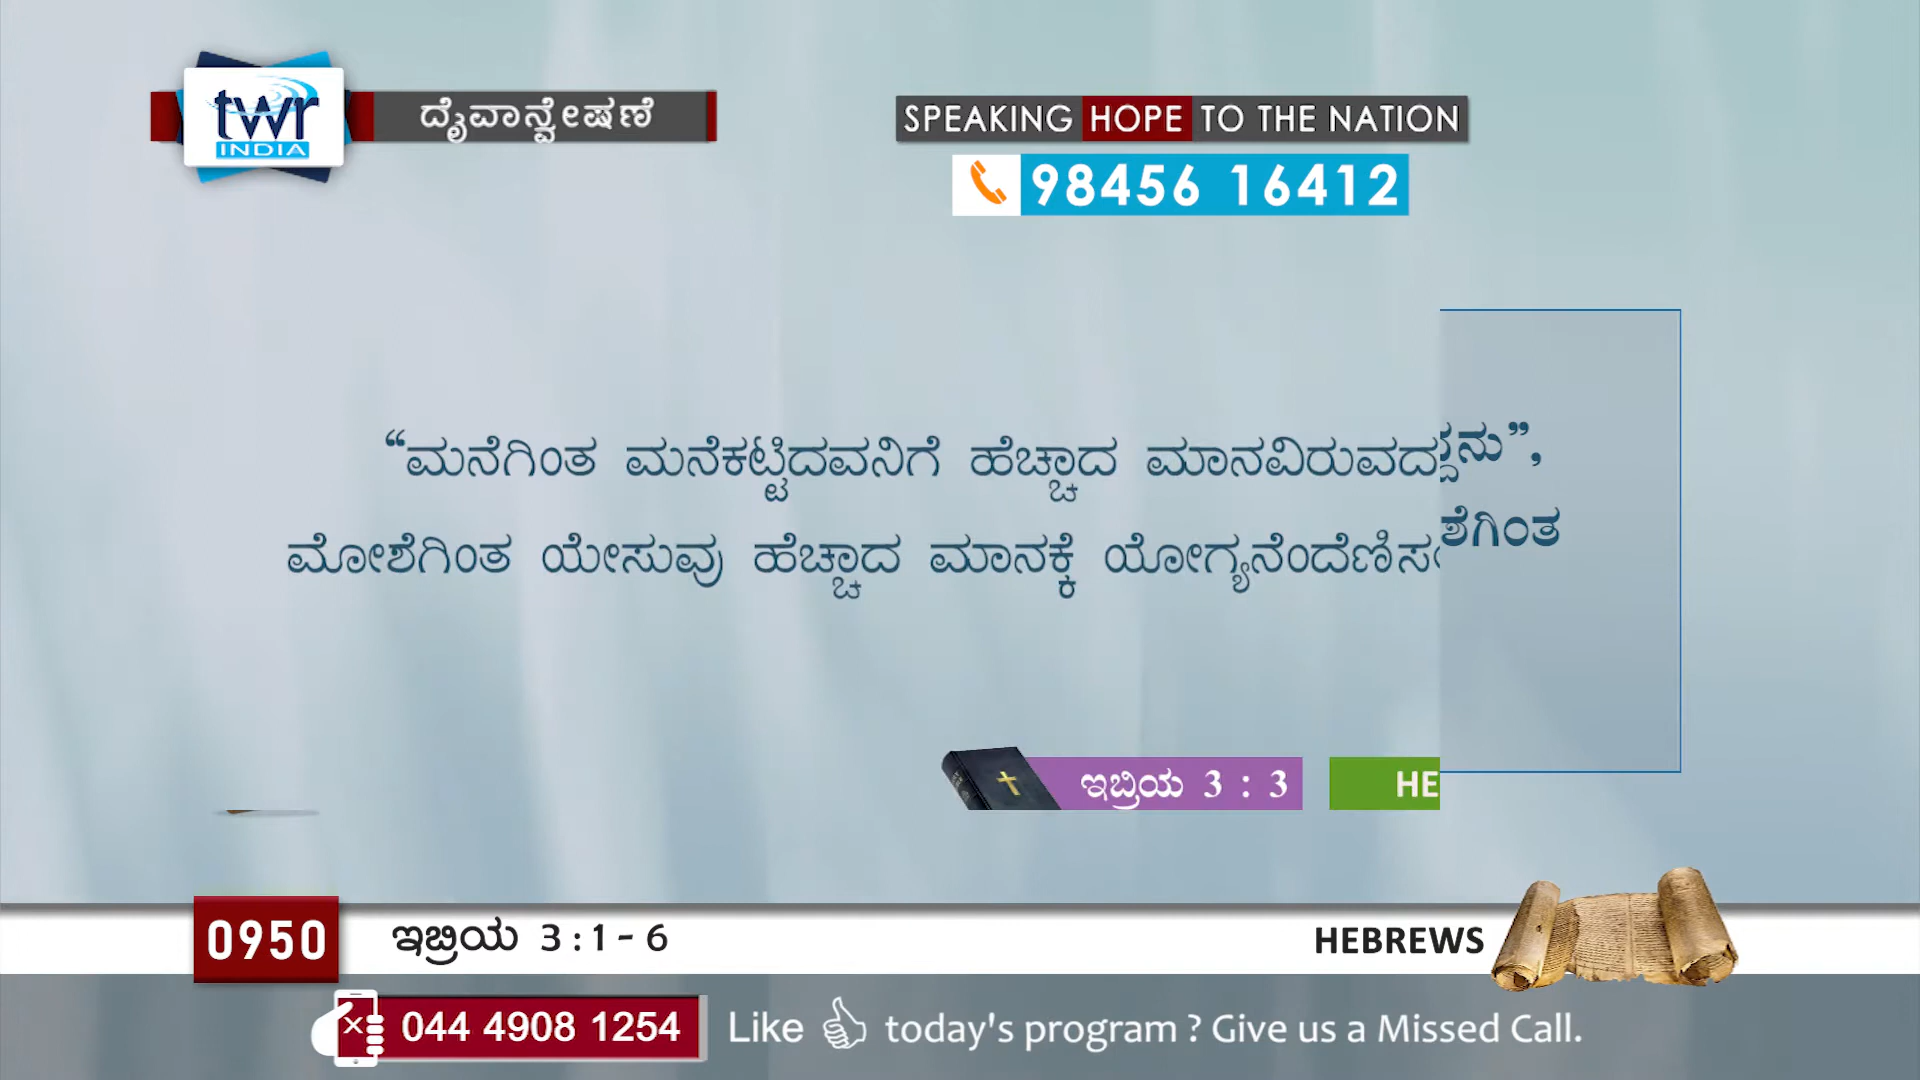 twr
INDIA
ದೈವಾನ್ವೇಷಣೆ
SPEAKING HOPE TO THE NATION
98456 16412
“ಮನೆಗಿಂತ ಮನೆಕಟ್ಟಿದವನಿಗೆ ಹೆಚ್ಚಾದ ಮಾನವಿರುವದ
ನು”,
ಮೋಶೆಗಿಂತ ಯೇಸುವು ಹೆಚ್ಚಾದ ಮಾನಕ್ಕೆ ಯೋಗ್ಯನೆಂದೆಣಿಸ
ಶೆಗಿಂತ
ಇಬ್ರಿಯ 3 : 3
HE
0950
ಇಬ್ರಿಯ 3 : 1 - 6
HEBREWS
044 4908 1254
Like today's program ? Give us a Missed Call.